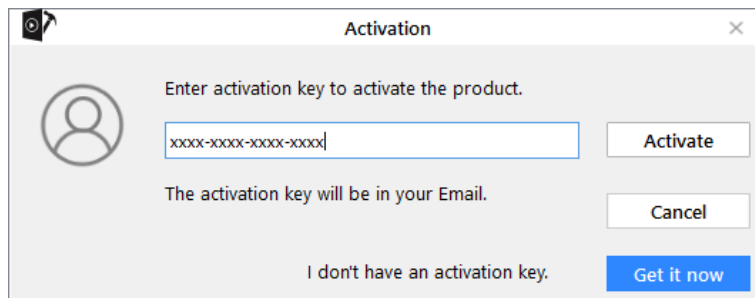 Activation
Enter activation key to activate the product.
xxxx-xxxx-xxxx-xxxx
Activate
The activation key will be in your Email.
Cancel
I don't have an activation key.
Get it now